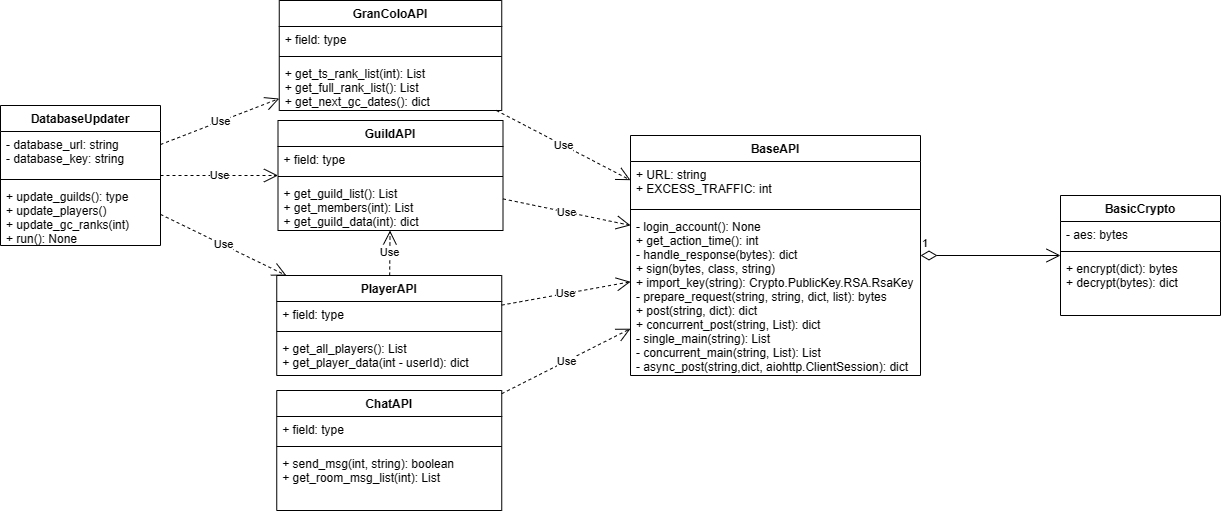 GranColoAPI
+ field: type
+ get_ts_rank_list(int): List
+ get_full_rank_list(): List
+ get_next_gc_dates(): dict
DatabaseUpdater
- database_url: string
- database_key: string
+ update_guilds(): type
+ update_players()
+ update_gc_ranks(int)
+ run(): None
Use
Use
Use
GuildAPI
+ field: type
+ get_guild_list(): List
+ get_members(int): List
+ get_guild_data(int): dict
Use
PlayerAPI
+ field: type
+ get_all_players(): List
+ get_player_data(int - userId): dict
ChatAPI
+ field: type
+ send_msg(int, string): boolean
+ get_room_msg_list(int): List
Use
Use
Use
Use
BaseAPI
+ URL: string
+ EXCESS_TRAFFIC: int
- login_account(): None
+ get_action_time(): int
- handle_response(bytes): dict
+ sign(bytes, class, string)
+ import_key(string): Crypto.PublicKey.RSA.RsaKey
- prepare_request(string, string, dict, list): bytes
+ post(string, dict): dict
+ concurrent_post(string, List): dict
- single_main(string): List
- concurrent_main(string, List): List
- async_post(string,dict, aiohttp.ClientSession): dict
1
BasicCrypto
- aes: bytes
+ encrypt(dict): bytes
+ decrypt(bytes): dict